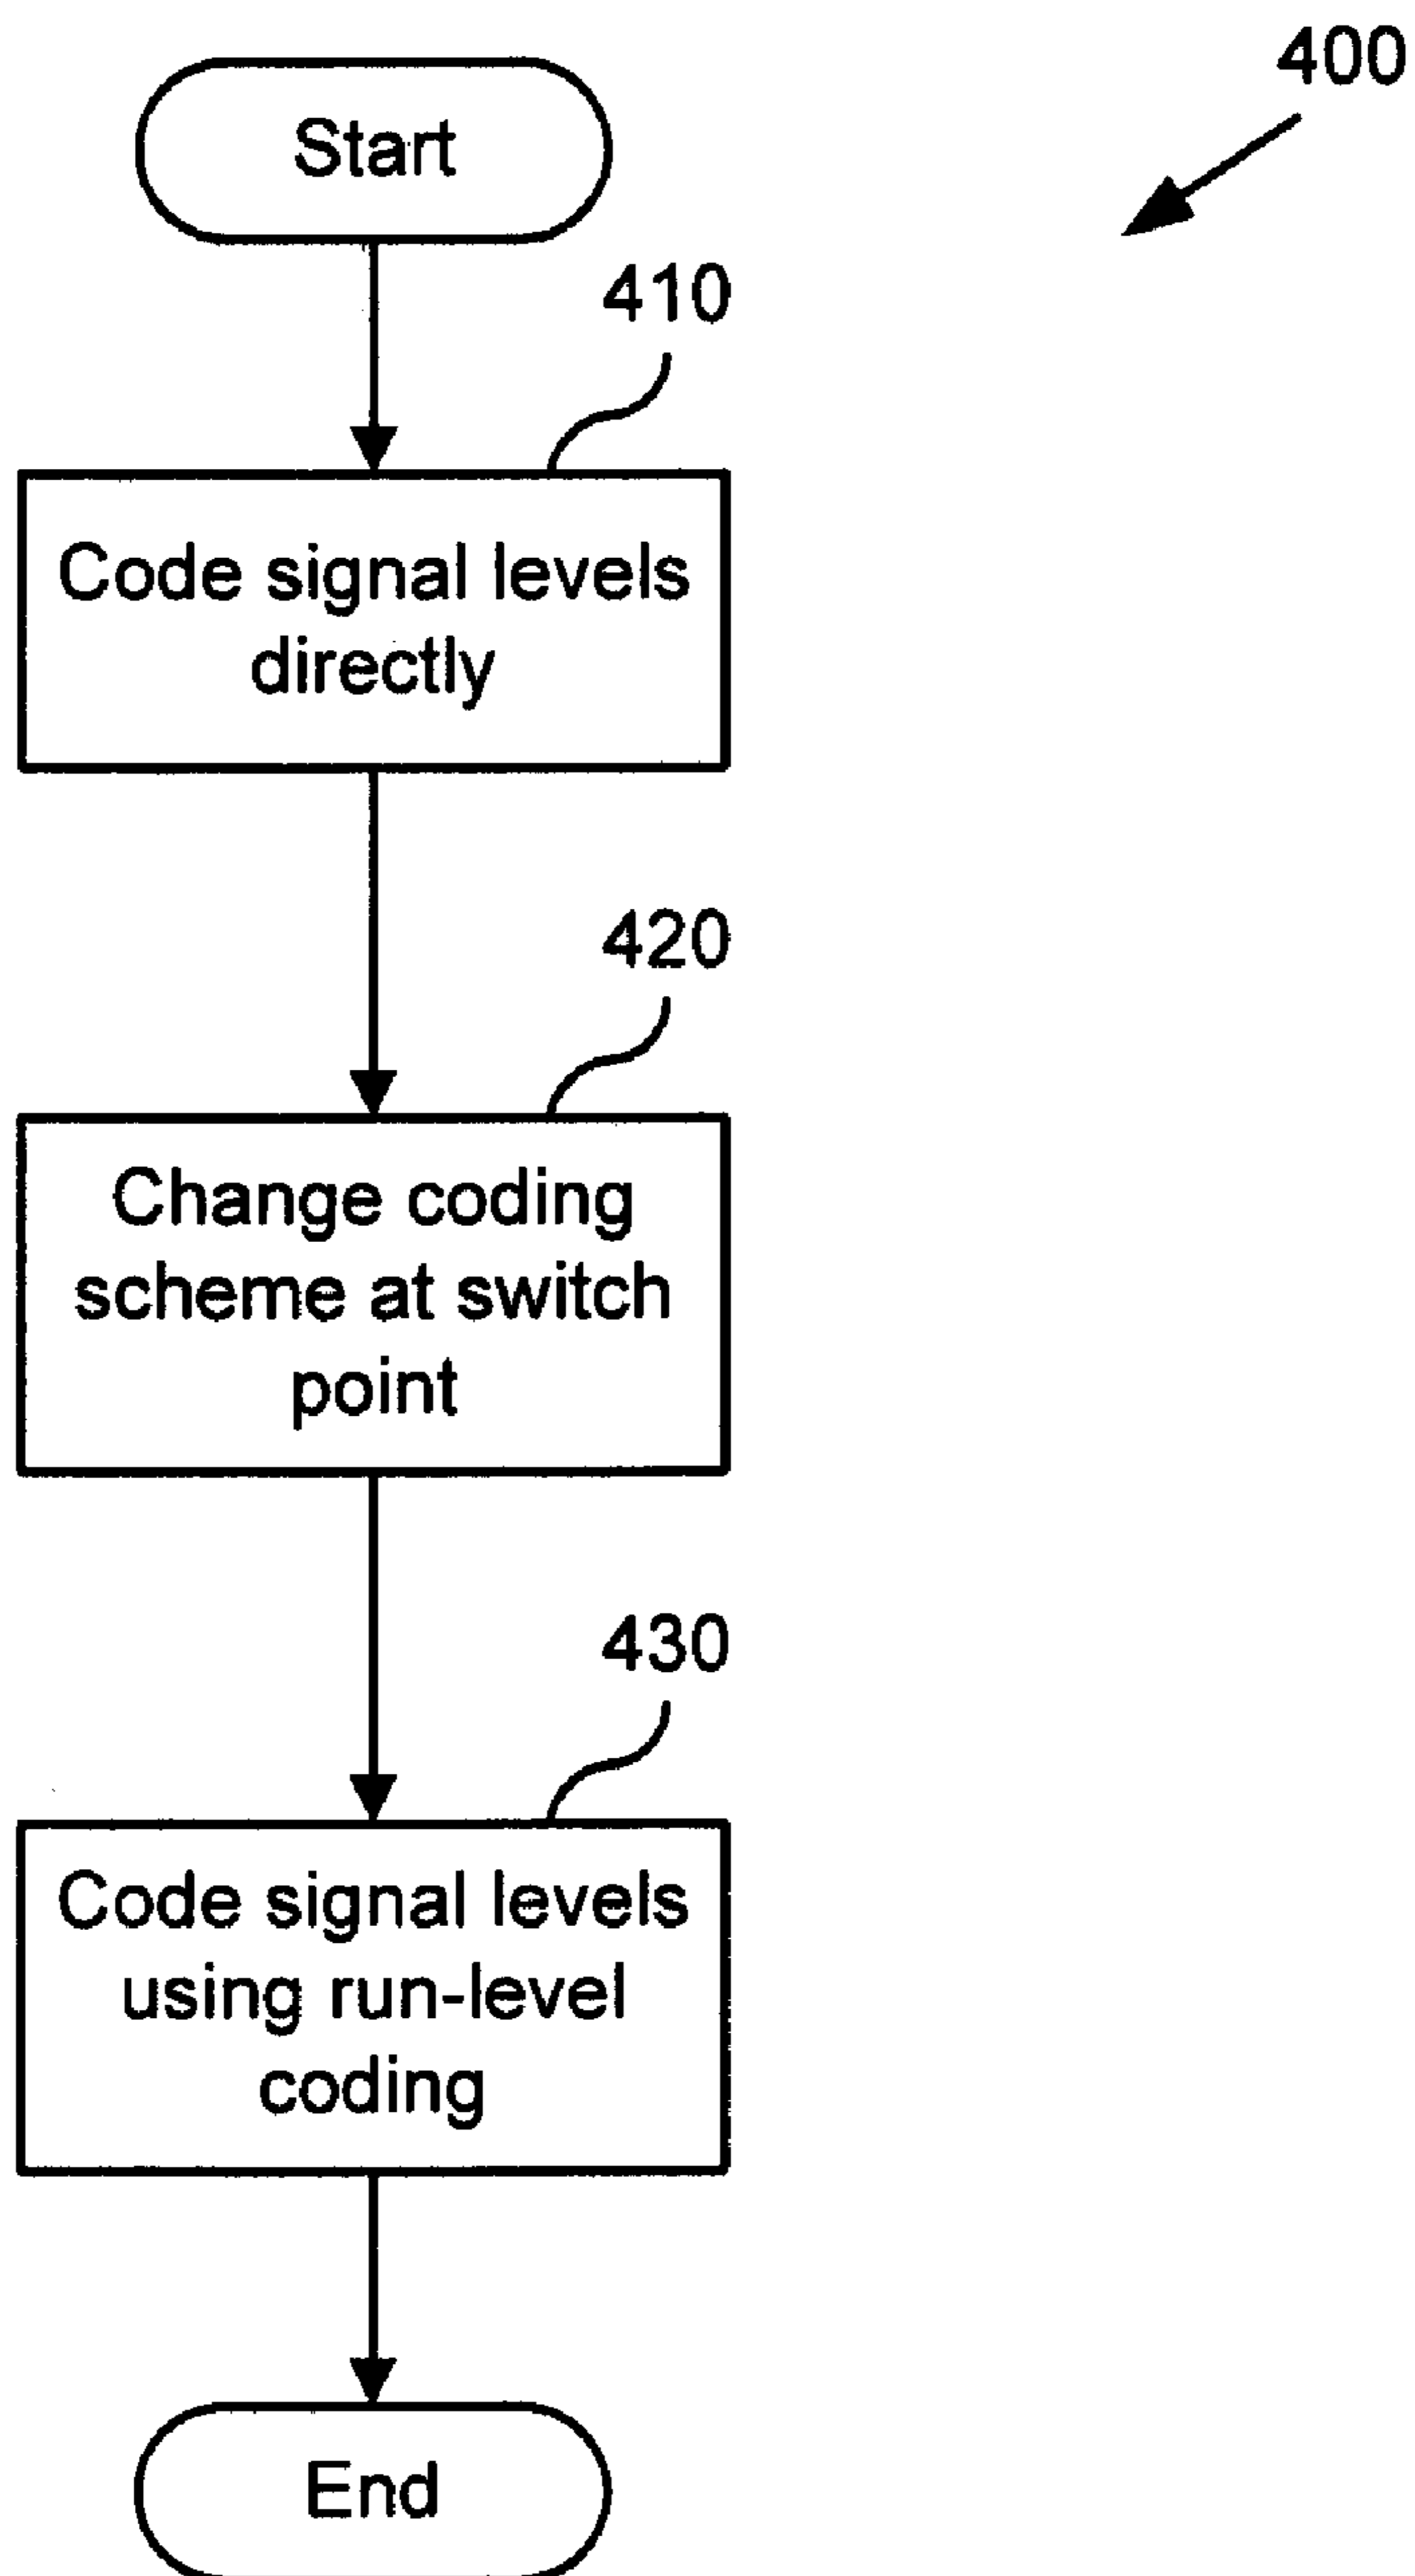 400
Start
410
Code signal levels
directly
420
Change coding
scheme at switch
point
430
Code signal levels
using run-level
coding
End